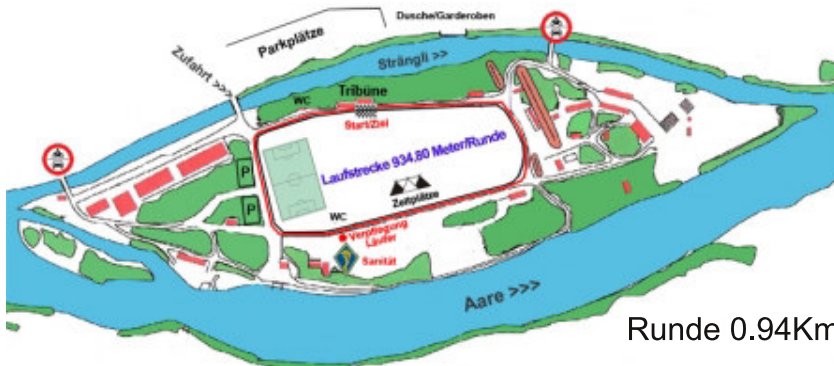 Dusche/Garderoben
Parkplätze
Zufahrt >>>
Strängli >>
WC
Tribüne
Start/Ziel
Laufstrecke 934.80 Meter/Runde
P
P
Zeltplätze
WC
Verpflegung
Läufer
Sanität
Aare >>>
Runde 0.94Km